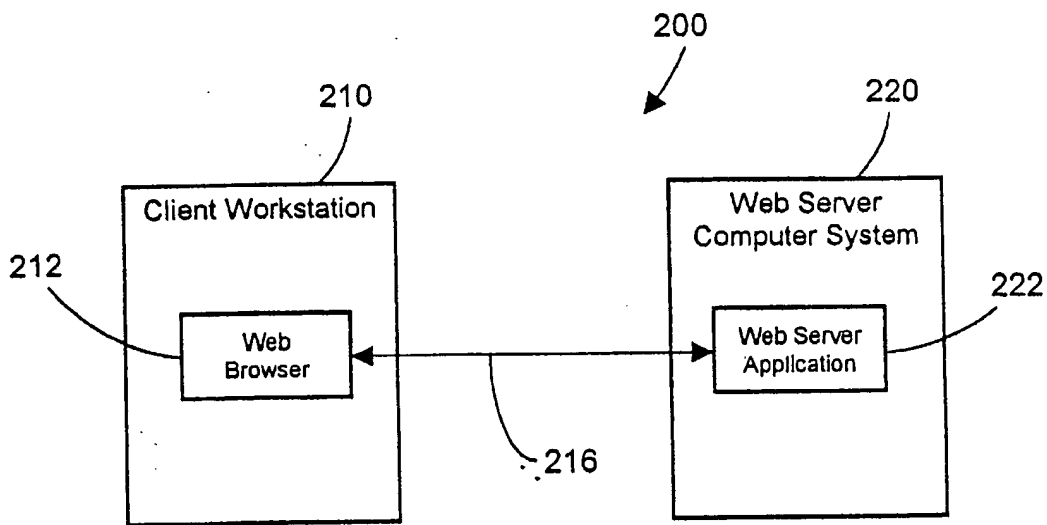 200
210
220
Client Workstation
Web Server
Computer System
212
222
Web
Browser
Web Server
Application
216